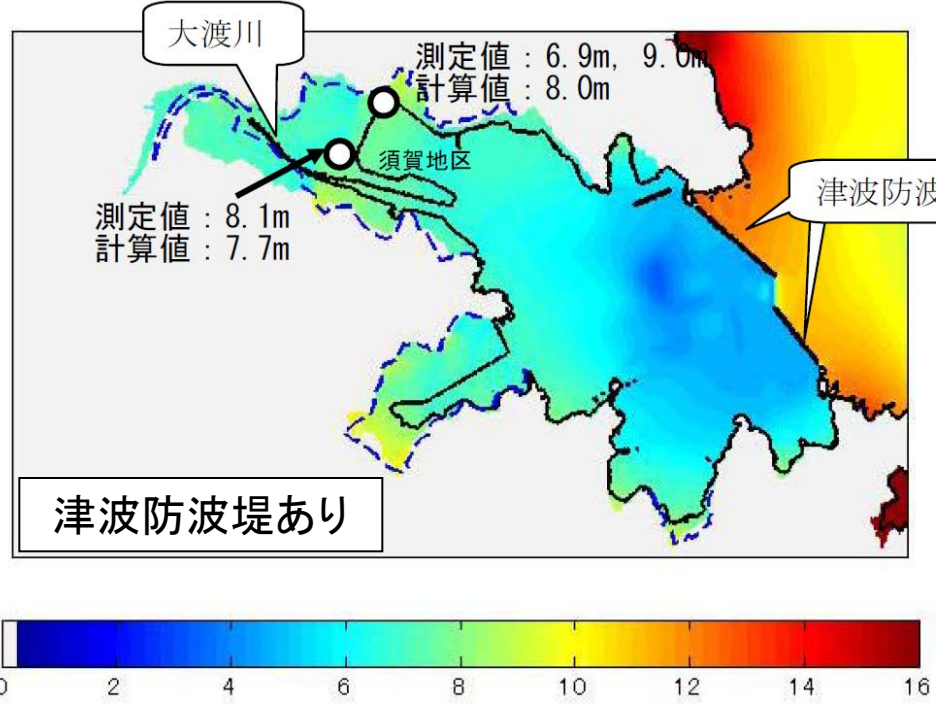 大渡川
測定値：6.9m, 9.0m
計算値：8.0m
須賀地区
津波防波
測定値：8.1m
計算値：7.7m
津波防波堤あり
0 2 4 6 8 10 12 14 16